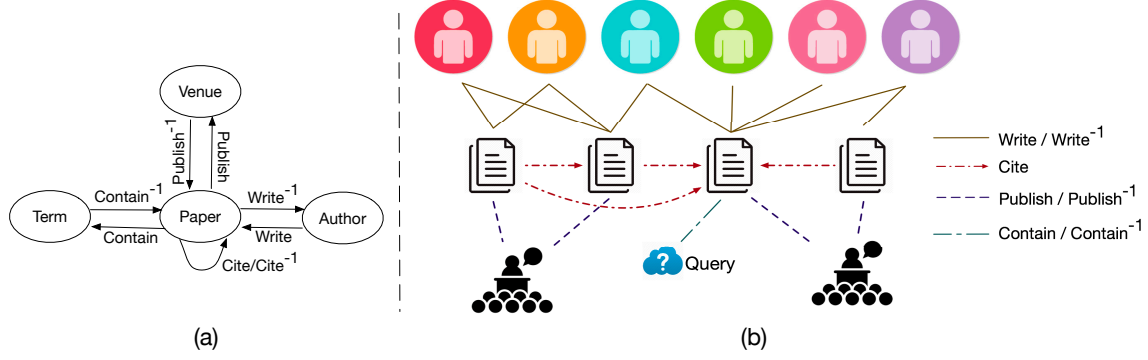 Venue
Publish⁻¹
Publish
Contain⁻¹
Write⁻¹
Term
Paper
Author
Contain
Write
Cite/Cite⁻¹
(a)
?
Query
Write / Write⁻¹
Cite
Publish / Publish⁻¹
Contain / Contain⁻¹
(b)